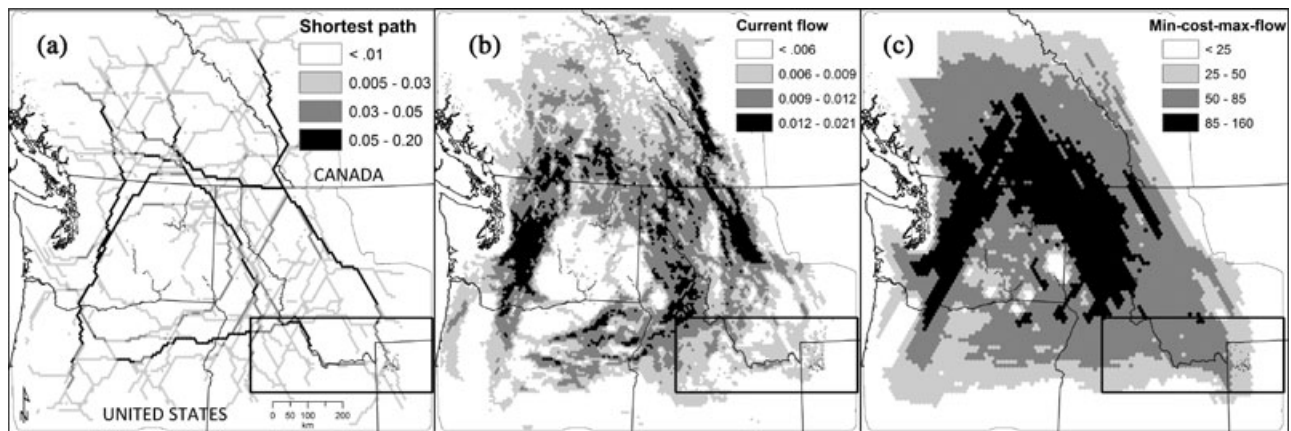 (a)
Shortest path
< .01
0.005 - 0.03
0.03 - 0.05
0.05 - 0.20
CANADA
UNITED STATES
N
0 50 100 200
km
(b)
Current flow
< .006
0.006 - 0.009
0.009 - 0.012
0.012 - 0.021
(c)
Min-cost-max-flow
< 25
25 - 50
50 - 85
85 - 160